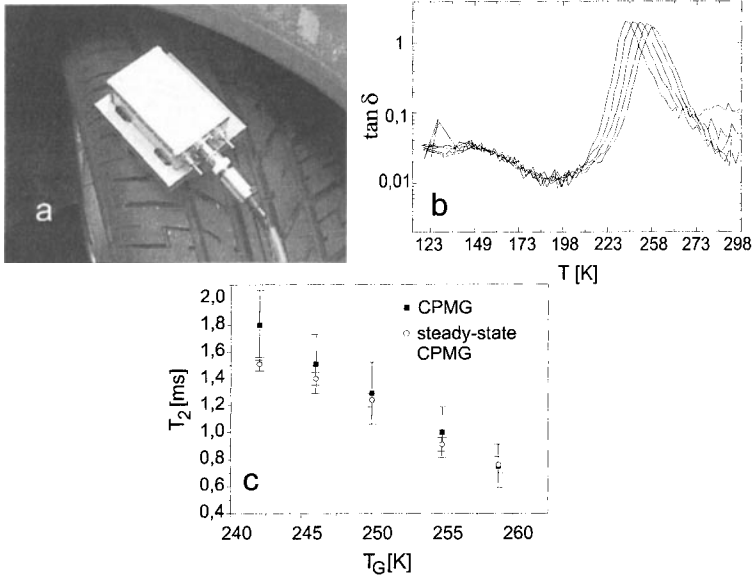 a
1
0,1
0,01
tan δ
b
123 149 173 198 223 258 258 273 298
T [K]
2,0
1,8
1,6
1,4
1,2
1,0
0,8
0,6
0,4
T2 [ms]
CPMG
steady-state
CPMG
c
240 245 250 255 260
TG [K]